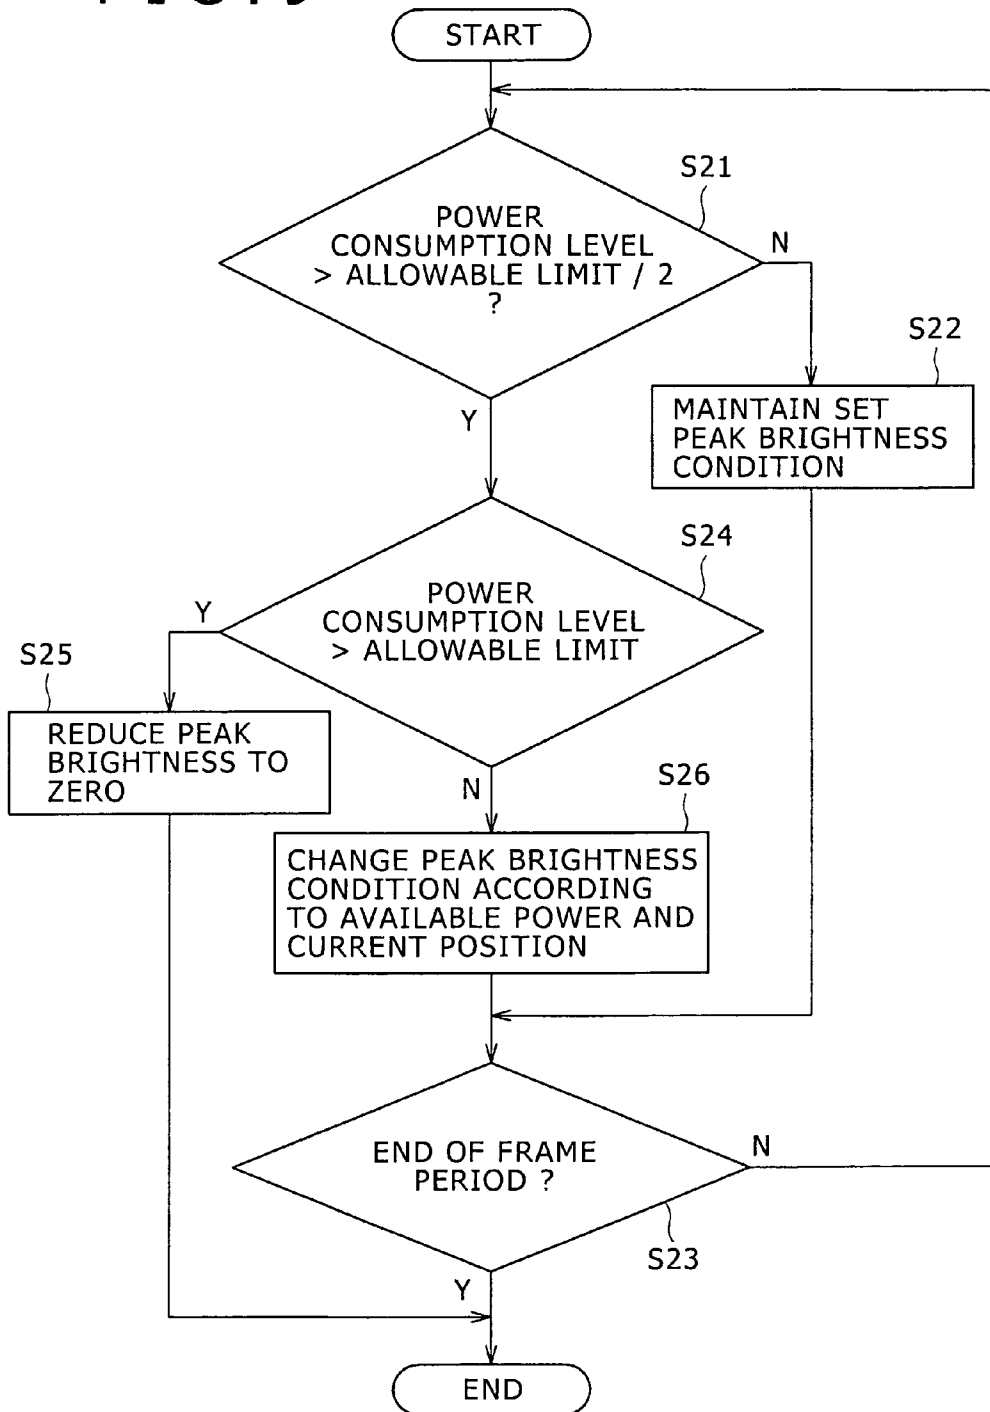 START
S21
POWER
CONSUMPTION LEVEL
> ALLOWABLE LIMIT / 2
?
N
S22
MAINTAIN SET
PEAK BRIGHTNESS
CONDITION
Y
S24
POWER
CONSUMPTION LEVEL
> ALLOWABLE LIMIT
Y
S25
REDUCE PEAK
BRIGHTNESS TO
ZERO
N
S26
CHANGE PEAK BRIGHTNESS
CONDITION ACCORDING
TO AVAILABLE POWER AND
CURRENT POSITION
END OF FRAME
PERIOD ?
N
S23
Y
END